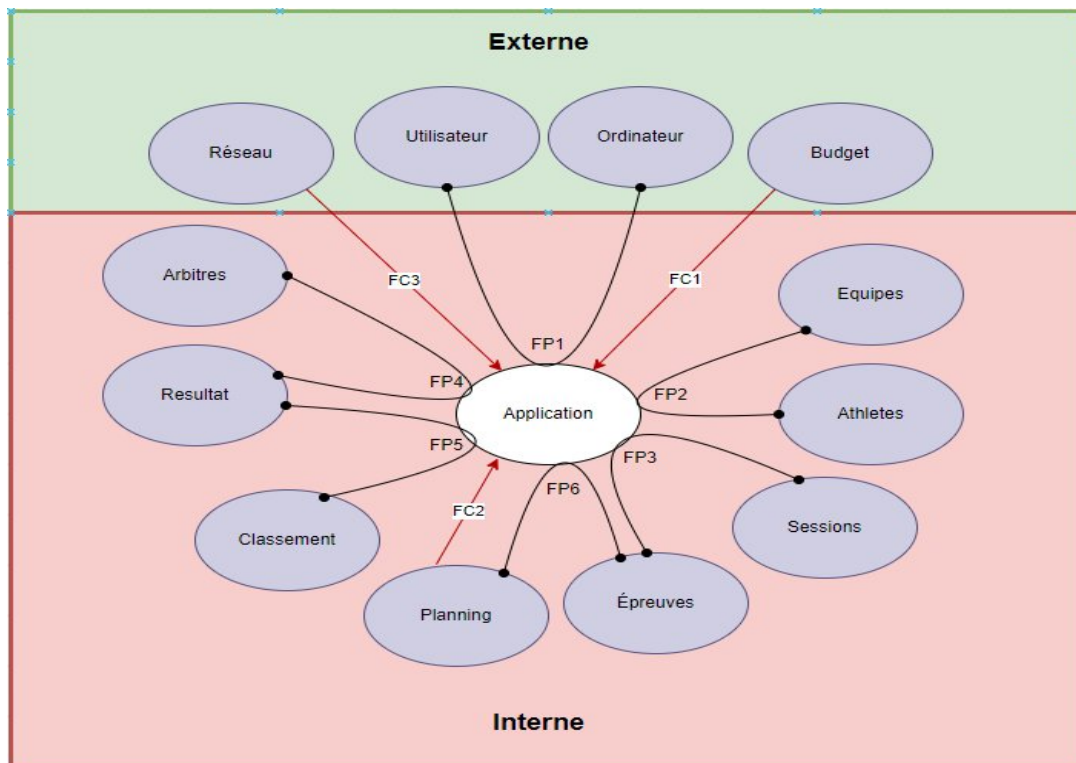 Externe
Réseau
Utilisateur
Ordinateur
Budget
Arbitres
FC3
FC1
Equipes
FP1
Resultat
FP4
Application
FP2
Athletes
FP5
FP3
FP6
FC2
Classement
Sessions
Planning
Épreuves
Interne